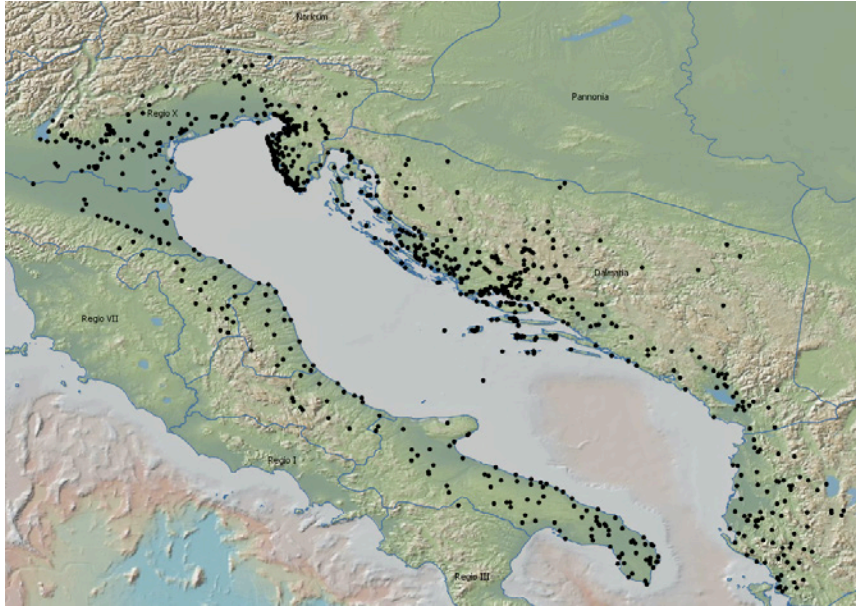 Noricum
Pannonia
Regio X
Dalmatia
Regio VII
Regio I
Regio III